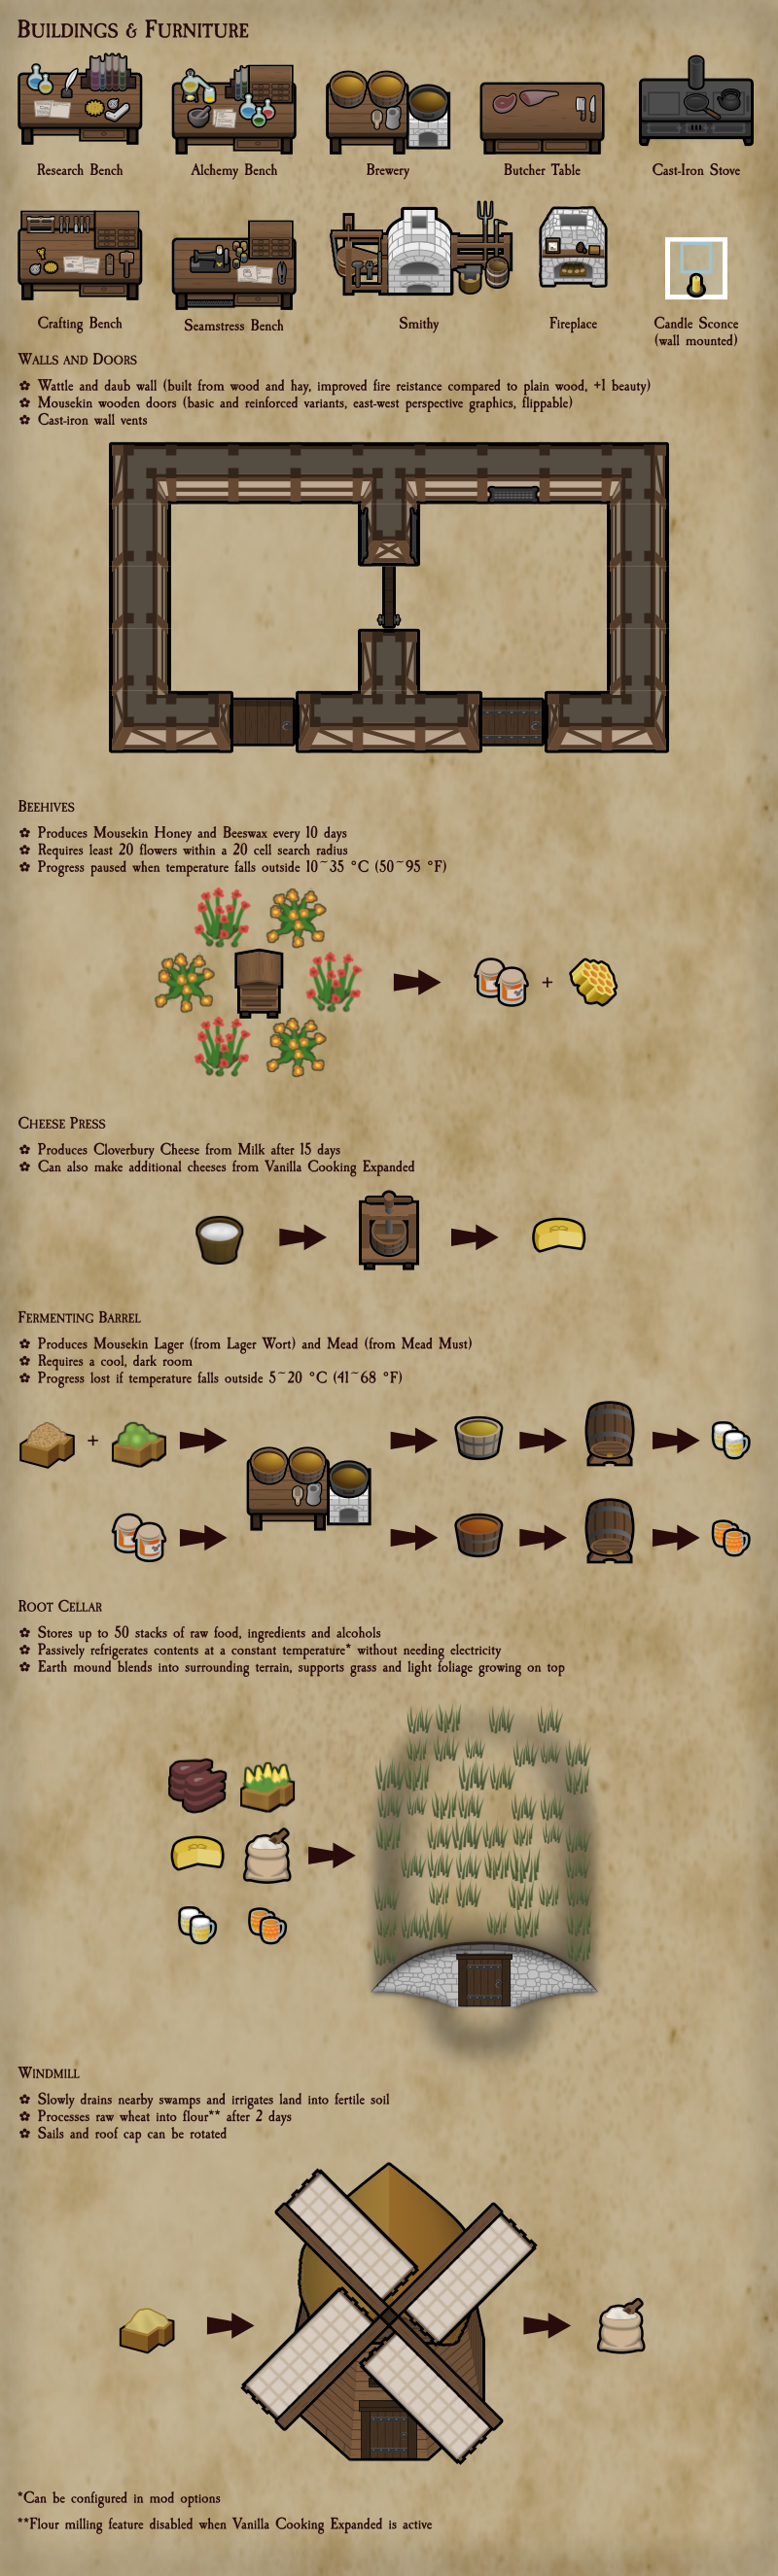 Buildings & Furniture
Research Bench
Alchemy Bench
Brewery
Butcher Table
Cast-Iron Stove
Crafting Bench
Seamstress Bench
Smithy
Fireplace
Candle Sconce
(wall mounted)
Walls and Doors
✿ Wattle and daub wall (built from wood and hay, improved fire reistance compared to plain wood, +1 beauty)
✿ Mousekin wooden doors (basic and reinforced variants, east-west perspective graphics, flippable)
✿ Cast-iron wall vents
Beehives
✿ Produces Mousekin Honey and Beeswax every 10 days
✿ Requires least 20 flowers within a 20 cell search radius
✿ Progress paused when temperature falls outside 10~35 °C (50~95 °F)
+
Cheese Press
✿ Produces Cloverbury Cheese from Milk after 15 days
✿ Can also make additional cheeses from Vanilla Cooking Expanded
Fermenting Barrel
✿ Produces Mousekin Lager (from Lager Wort) and Mead (from Mead Must)
✿ Requires a cool, dark room
✿ Progress lost if temperature falls outside 5~20 °C (41~68 °F)
+
Root Cellar
✿ Stores up to 50 stacks of raw food, ingredients and alcohols
✿ Passively refrigerates contents at a constant temperature* without needing electricity
✿ Earth mound blends into surrounding terrain, supports grass and light foliage growing on top
Windmill
✿ Slowly drains nearby swamps and irrigates land into fertile soil
✿ Processes raw wheat into flour** after 2 days
✿ Sails and roof cap can be rotated
*Can be configured in mod options
**Flour milling feature disabled when Vanilla Cooking Expanded is active